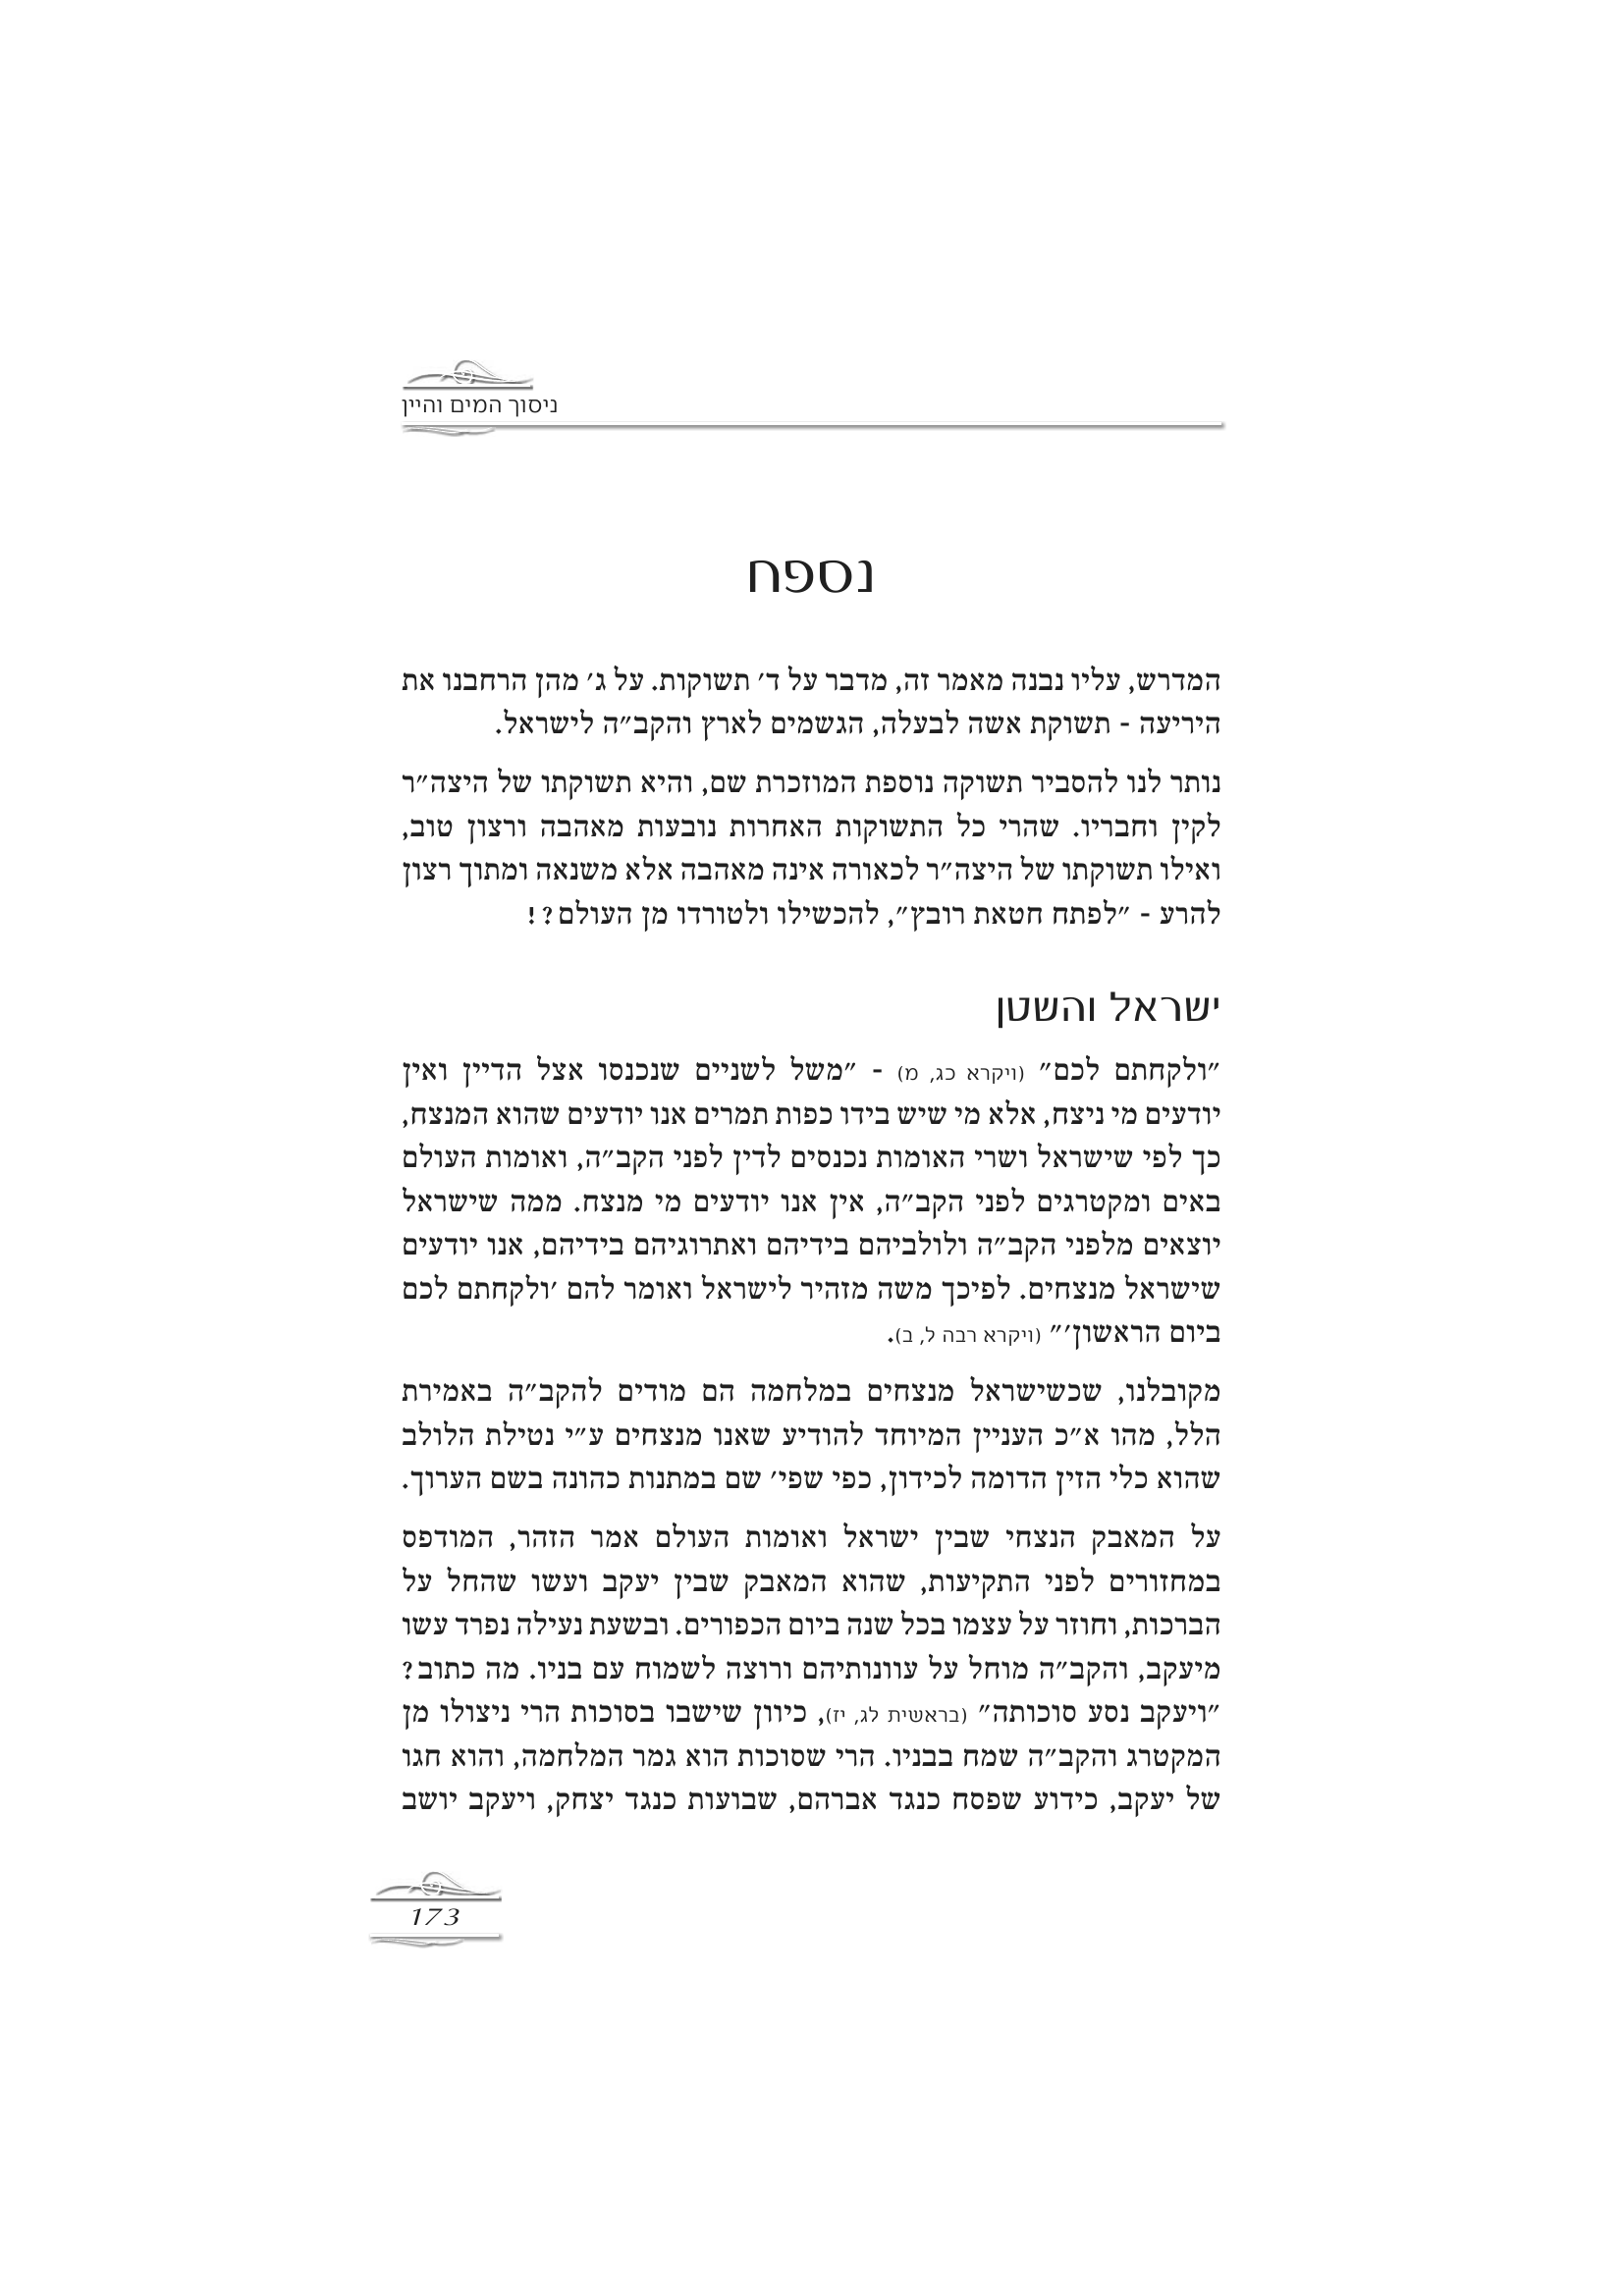 ניסוך המים והיין
נספח
המדרש, עליו נבנה מאמר זה, מדבר על ד׳ תשוקות. על ג׳ מהן הרחבנו את
היריעה - תשוקת אשה לבעלה, הגשמים לארץ והקב״ה לישראל.
נותר לנו להסביר תשוקה נוספת המוזכרת שם, והיא תשוקתו של היצה״ר
לקין וחבריו. שהרי כל התשוקות האחרות נובעות מאהבה ורצון טוב,
ואילו תשוקתו של היצה״ר לכאורה אינה מאהבה אלא משנאה ומתוך רצון
להרע - ״לפתח חטאת רובץ״, להכשילו ולטורדו מן העולם?!
ישראל והשטן
״ולקחתם לכם״ (ויקרא כג, מ) - ״משל לשניים שנכנסו אצל הדיין ואין
יודעים מי ניצח, אלא מי שיש בידו כפות תמרים אנו יודעים שהוא המנצח,
כך לפי שישראל ושרי האומות נכנסים לדין לפני הקב״ה, ואומות העולם
באים ומקטרגים לפני הקב״ה, אין אנו יודעים מי מנצח. ממה שישראל
יוצאים מלפני הקב״ה ולולביהם בידיהם ואתרוגיהם בידיהם, אנו יודעים
שישראל מנצחים. לפיכך משה מזהיר לישראל ואומר להם ׳ולקחתם לכם
ביום הראשון׳״ (ויקרא רבה ל, ב).
מקובלנו, שכשישראל מנצחים במלחמה הם מודים להקב״ה באמירת
הלל, מהו א״כ העניין המיוחד להודיע שאנו מנצחים ע״י נטילת הלולב
שהוא כלי הזין הדומה לכידון, כפי שפי׳ שם במתנות כהונה בשם הערוך.
על המאבק הנצחי שבין ישראל ואומות העולם אמר הזהר, המודפס
במחזורים לפני התקיעות, שהוא המאבק שבין יעקב ועשו שהחל על
הברכות, וחוזר על עצמו בכל שנה ביום הכפורים. ובשעת נעילה נפרד עשו
מיעקב, והקב״ה מוחל על עוונותיהם ורוצה לשמוח עם בניו. מה כתוב?
״ויעקב נסע סוכותה״ (בראשית לג, יז), כיוון שישבו בסוכות הרי ניצולו מן
המקטרג והקב״ה שמח בבניו. הרי שסוכות הוא גמר המלחמה, והוא חגו
של יעקב, כידוע שפסח כנגד אברהם, שבועות כנגד יצחק, ויעקב יושב
173